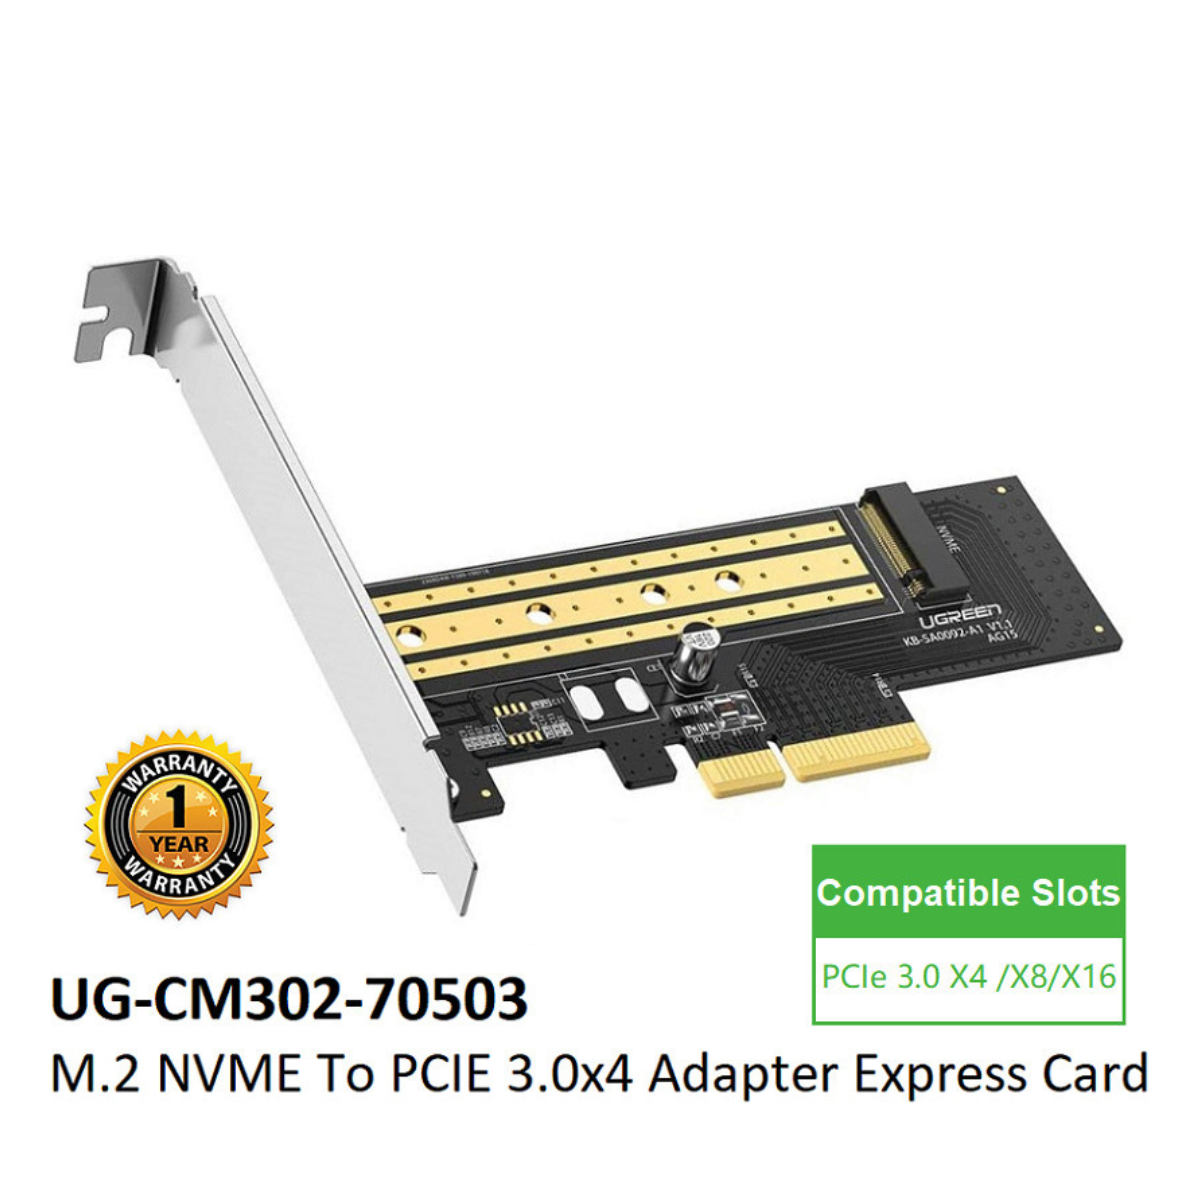 NVME
UGREEN
KB-SA0092-A1 V1.1
AG15
WARRANTY
1
YEAR
WARRANTY
Compatible Slots
PCIe 3.0 X4 /X8/X16
UG-CM302-70503
M.2 NVME To PCIE 3.0x4 Adapter Express Card